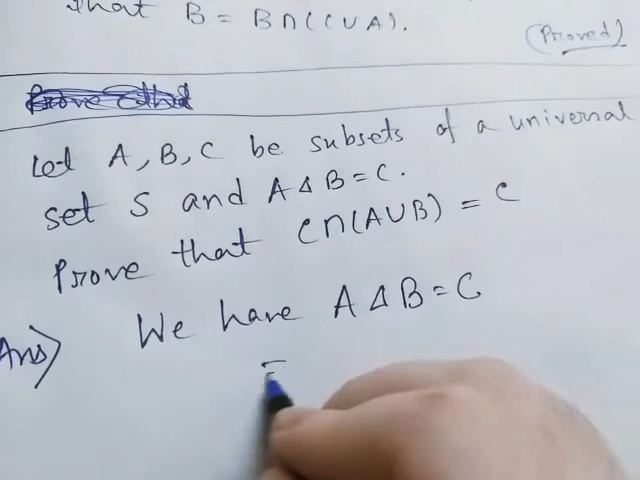 that B = B∩(C∪A).
(Proved)
Let A, B, C be subsets of a universal
set S and A Δ B = C.
Prove that C∩(A∪B) = C
Ans) We have A Δ B = C